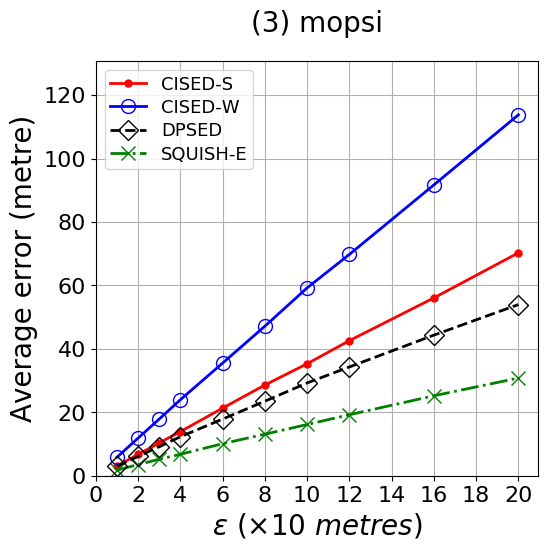 (3) mopsi
CISED-S
CISED-W
DPSED
SQUISH-E
Average error (metre)
120
100
80
60
40
20
0
0 2 4 6 8 10 12 14 16 18 20
ε (×10 metres)